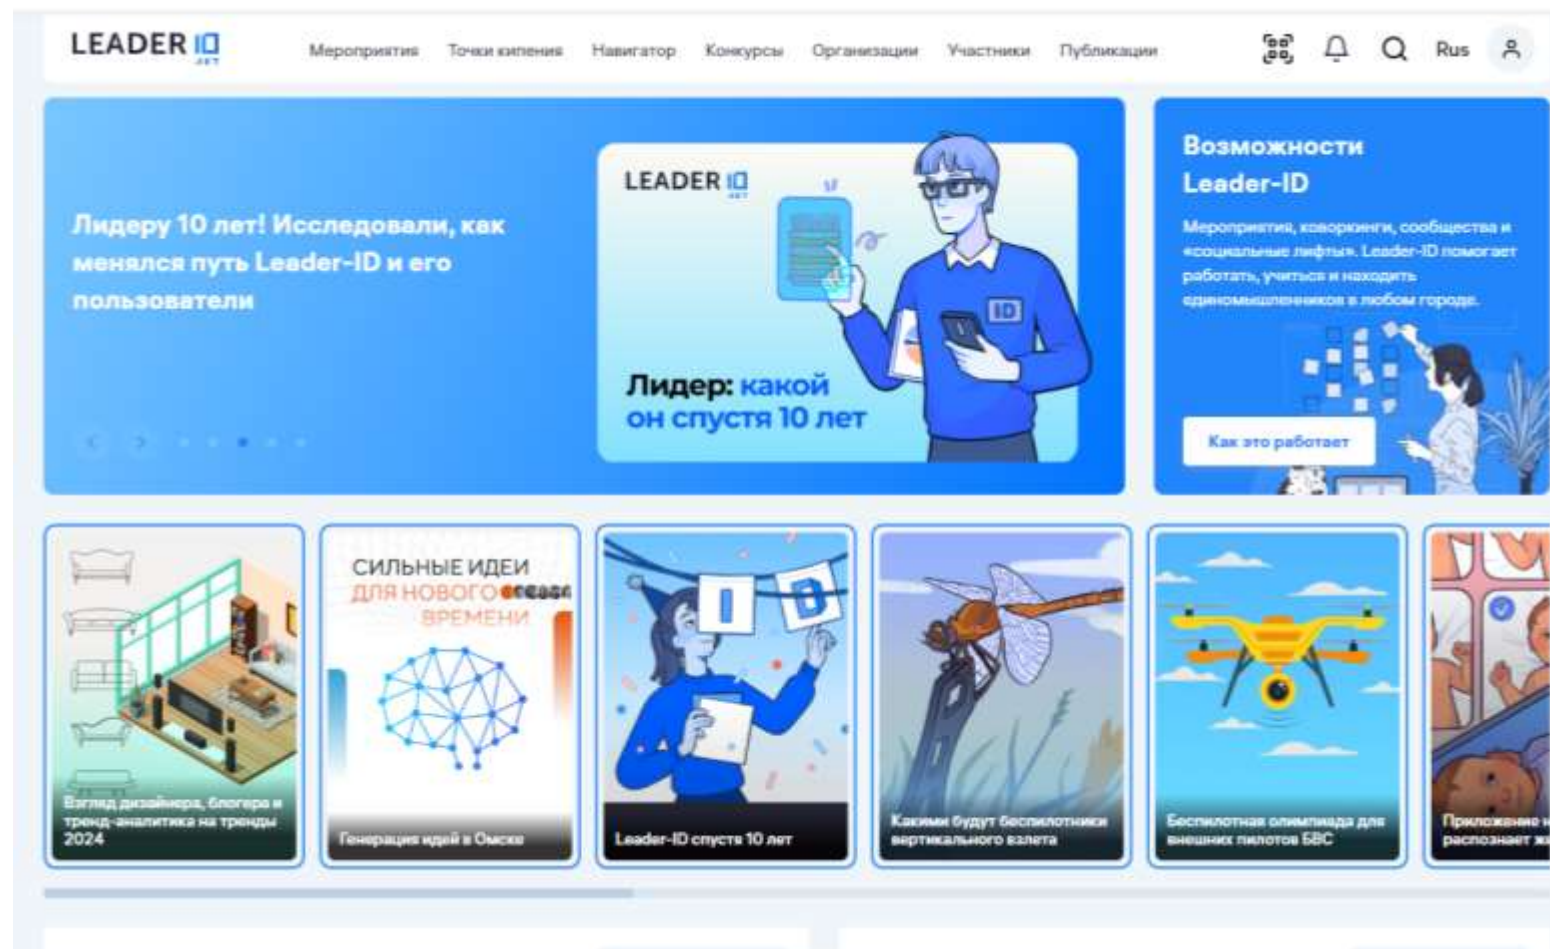 LEADER ID
ЛЕТ
Мероприятия Точки кипения Навигатор Конкурсы Организации Участники Публикации Rus
Лидеру 10 лет! Исследовали, как
менялся путь Leader-ID и его
пользователи
LEADER ID
ЛЕТ
ID
Лидер: какой
он спустя 10 лет
Возможности
Leader-ID
Мероприятия, коворкинги, сообщества и
«социальные лифты». Leader-ID помогает
работать, учиться и находить
единомышленников в любом городе.
Как это работает
Взгляд дизайнера, блогера и
тренд-аналитика на тренды
2024
СИЛЬНЫЕ ИДЕИ
ДЛЯ НОВОГО
ВРЕМЕНИ
Генерация идей в Омске
I D
Leader-ID спустя 10 лет
Какими будут беспилотники
вертикального взлета
Беспилотная олимпиада для
внешних пилотов БВС
Приложение
распознает